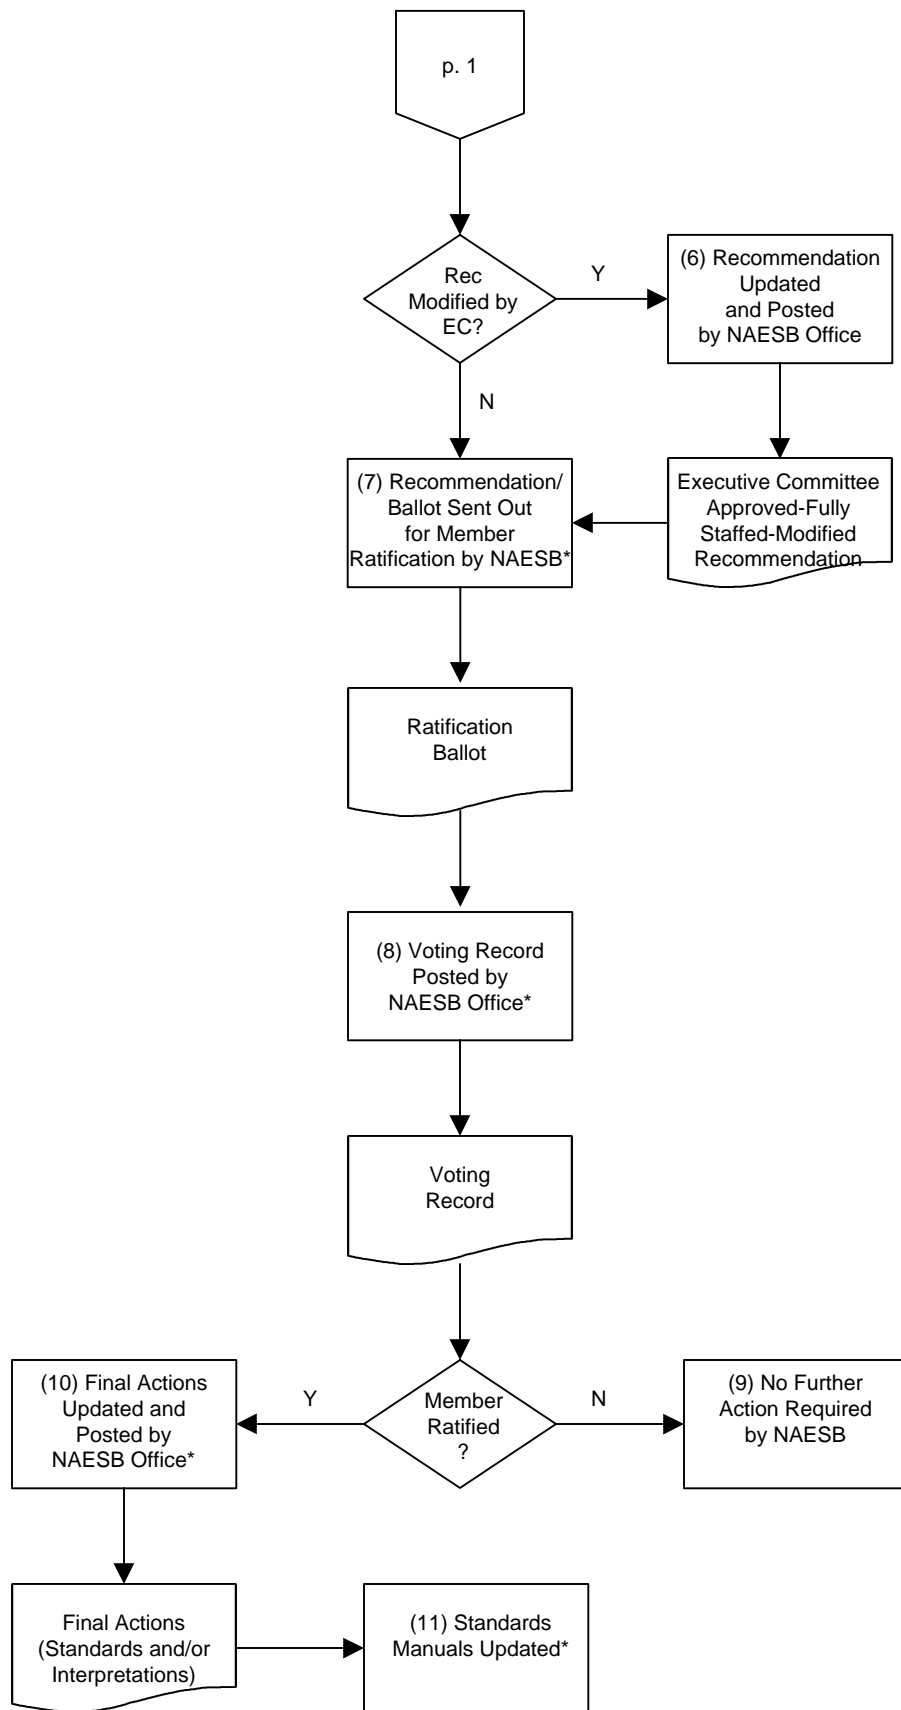 p. 1
Rec
Modified by
EC?
Y
(6) Recommendation
Updated
and Posted
by NAESB Office
N
(7) Recommendation/
Ballot Sent Out
for Member
Ratification by NAESB*
Executive Committee
Approved-Fully
Staffed-Modified
Recommendation
Ratification
Ballot
(8) Voting Record
Posted by
NAESB Office*
Voting
Record
(10) Final Actions
Updated and
Posted by
NAESB Office*
Y
Member
Ratified
?
N
(9) No Further
Action Required
by NAESB
Final Actions
(Standards and/or
Interpretations)
(11) Standards
Manuals Updated*